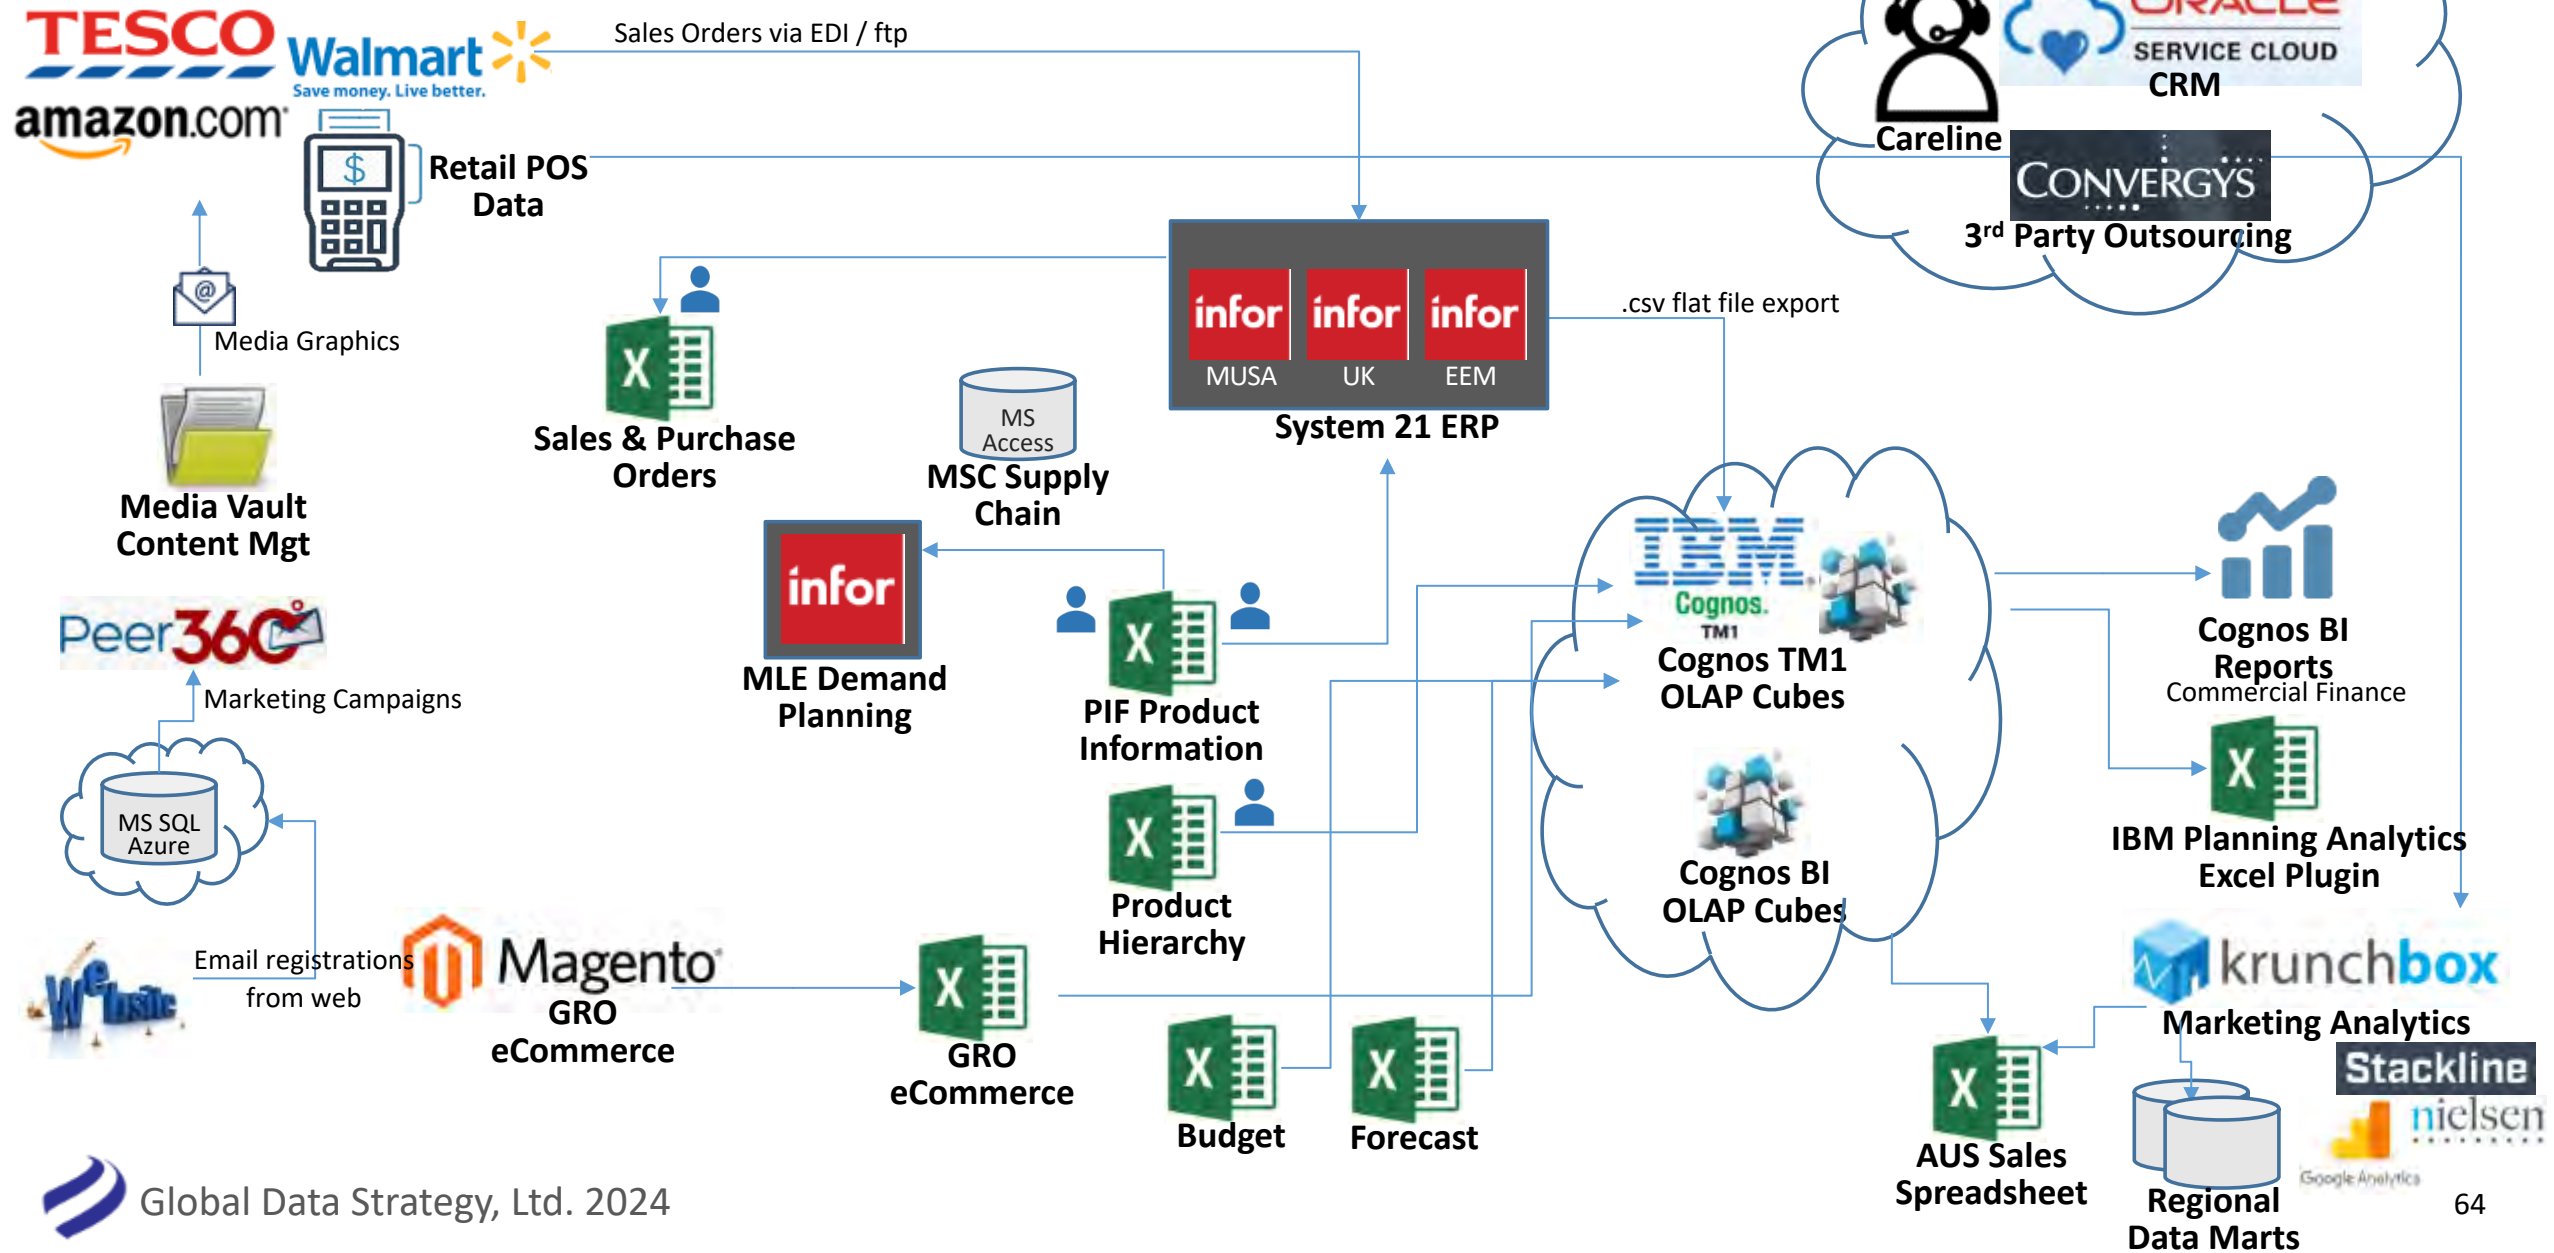 TESCO
Walmart
Save money. Live better.
amazon.com
Sales Orders via EDI / ftp
Retail POS
Data
$
ORACLE
SERVICE CLOUD
CRM
Careline
CONVERGYS
3rd Party Outsourcing
@
Media Graphics
Media Vault
Content Mgt
X
Sales & Purchase
Orders
MS
Access
MSC Supply
Chain
infor
infor
infor
MUSA
UK
EEM
System 21 ERP
.csv flat file export
infor
MLE Demand
Planning
X
PIF Product
Information
X
Product
Hierarchy
IBM
Cognos.
TM1
Cognos TM1
OLAP Cubes
Cognos BI
OLAP Cubes
Cognos BI
Reports
Commercial Finance
X
IBM Planning Analytics
Excel Plugin
Peer360
Marketing Campaigns
MS SQL
Azure
Website
Email registrations
from web
Magento
GRO
eCommerce
X
GRO
eCommerce
X
Budget
X
Forecast
krunchbox
Marketing Analytics
Stackline
nielsen
Google Analytics
X
AUS Sales
Spreadsheet
Regional
Data Marts
Global Data Strategy, Ltd. 2024
64